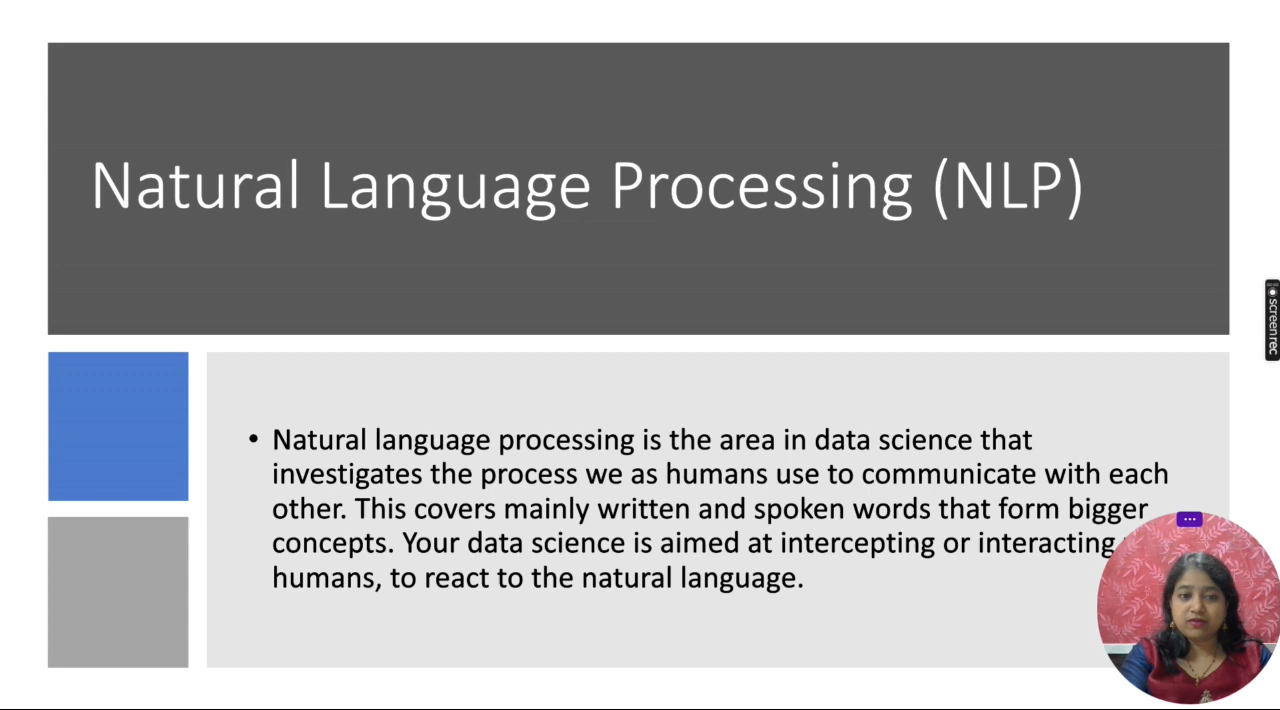 Natural Language Processing (NLP)
• Natural language processing is the area in data science that
investigates the process we as humans use to communicate with each
other. This covers mainly written and spoken words that form bigger
concepts. Your data science is aimed at intercepting or interacting
humans, to react to the natural language.
screenrec